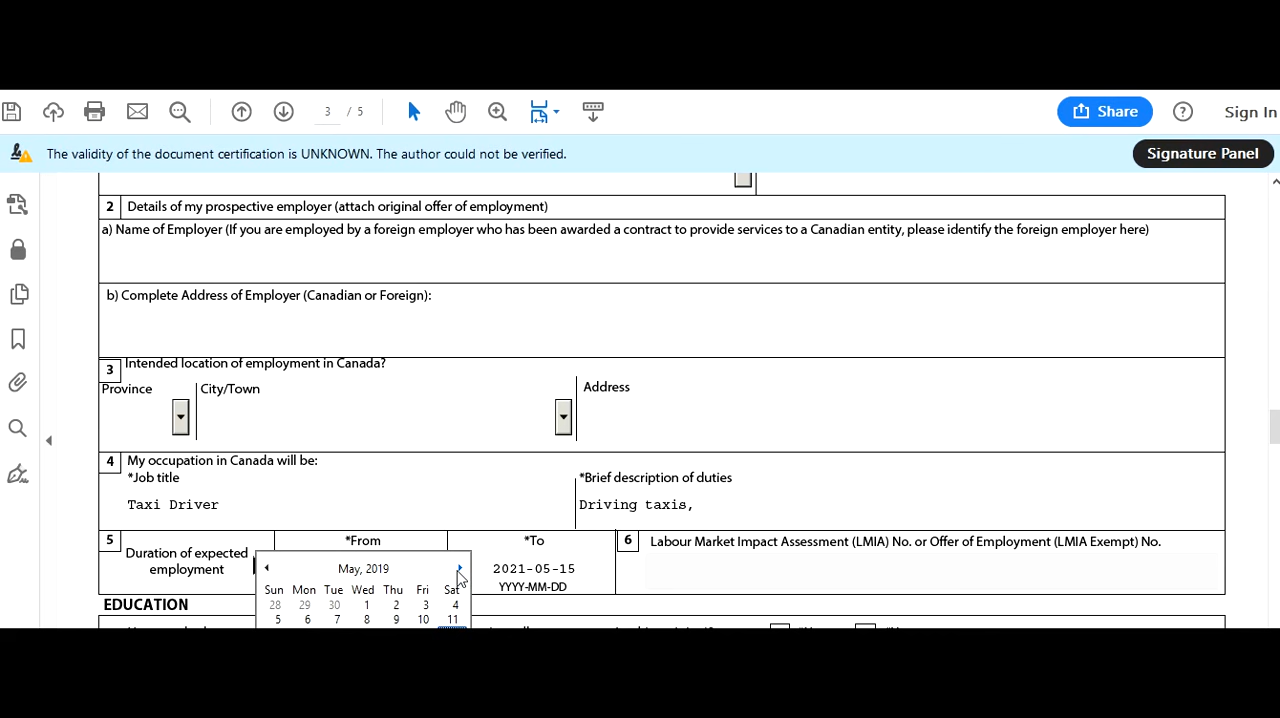 3 / 5
Share
Sign In
The validity of the document certification is UNKNOWN. The author could not be verified.
Signature Panel
2 Details of my prospective employer (attach original offer of employment)
a) Name of Employer (If you are employed by a foreign employer who has been awarded a contract to provide services to a Canadian entity, please identify the foreign employer here)
b) Complete Address of Employer (Canadian or Foreign):
3 Intended location of employment in Canada?
Province City/Town Address
4 My occupation in Canada will be:
*Job title *Brief description of duties
Taxi Driver Driving taxis,
5 Duration of expected employment *From *To 6 Labour Market Impact Assessment (LMIA) No. or Offer of Employment (LMIA Exempt) No.
May, 2019 2021-05-15
YYYY-MM-DD
Sun Mon Tue Wed Thu Fri Sat
28 29 30 1 2 3 4
5 6 7 8 9 10 11
EDUCATION